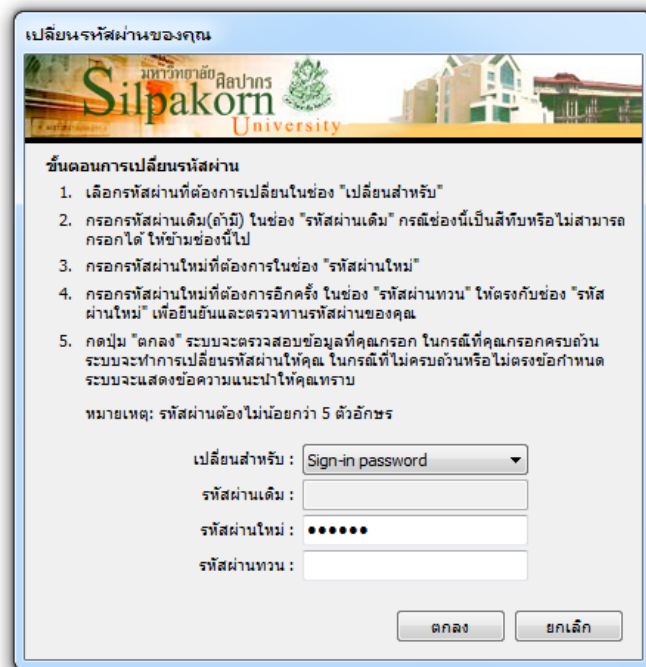 เปลี่ยนรหัสผ่านของคุณ
มหาวิทยาลัยศิลปากร
Silpakorn
University
ขั้นตอนการเปลี่ยนรหัสผ่าน
1. เลือกรหัสผ่านที่ต้องการเปลี่ยนในช่อง "เปลี่ยนสำหรับ"
2. กรอกรหัสผ่านเดิม(ถ้ามี) ในช่อง "รหัสผ่านเดิม" กรณีช่องนี้เป็นสีทึบหรือไม่สามารถ
กรอกได้ ให้ข้ามช่องนี้ไป
3. กรอกรหัสผ่านใหม่ที่ต้องการในช่อง "รหัสผ่านใหม่"
4. กรอกรหัสผ่านใหม่ที่ต้องการอีกครั้ง ในช่อง "รหัสผ่านทวน" ให้ตรงกับช่อง "รหัส
ผ่านใหม่" เพื่อยืนยันและตรวจทานรหัสผ่านของคุณ
5. กดปุ่ม "ตกลง" ระบบจะตรวจสอบข้อมูลที่คุณกรอก ในกรณีที่คุณกรอกครบถ้วน
ระบบจะทำการเปลี่ยนรหัสผ่านให้คุณ ในกรณีที่ไม่ครบถ้วนหรือไม่ตรงข้อกำหนด
ระบบจะแสดงข้อความแนะนำให้คุณทราบ
หมายเหตุ: รหัสผ่านต้องไม่น้อยกว่า 5 ตัวอักษร
เปลี่ยนสำหรับ : Sign-in password
รหัสผ่านเดิม :
รหัสผ่านใหม่ : ●●●●●●
รหัสผ่านทวน :
ตกลง ยกเลิก